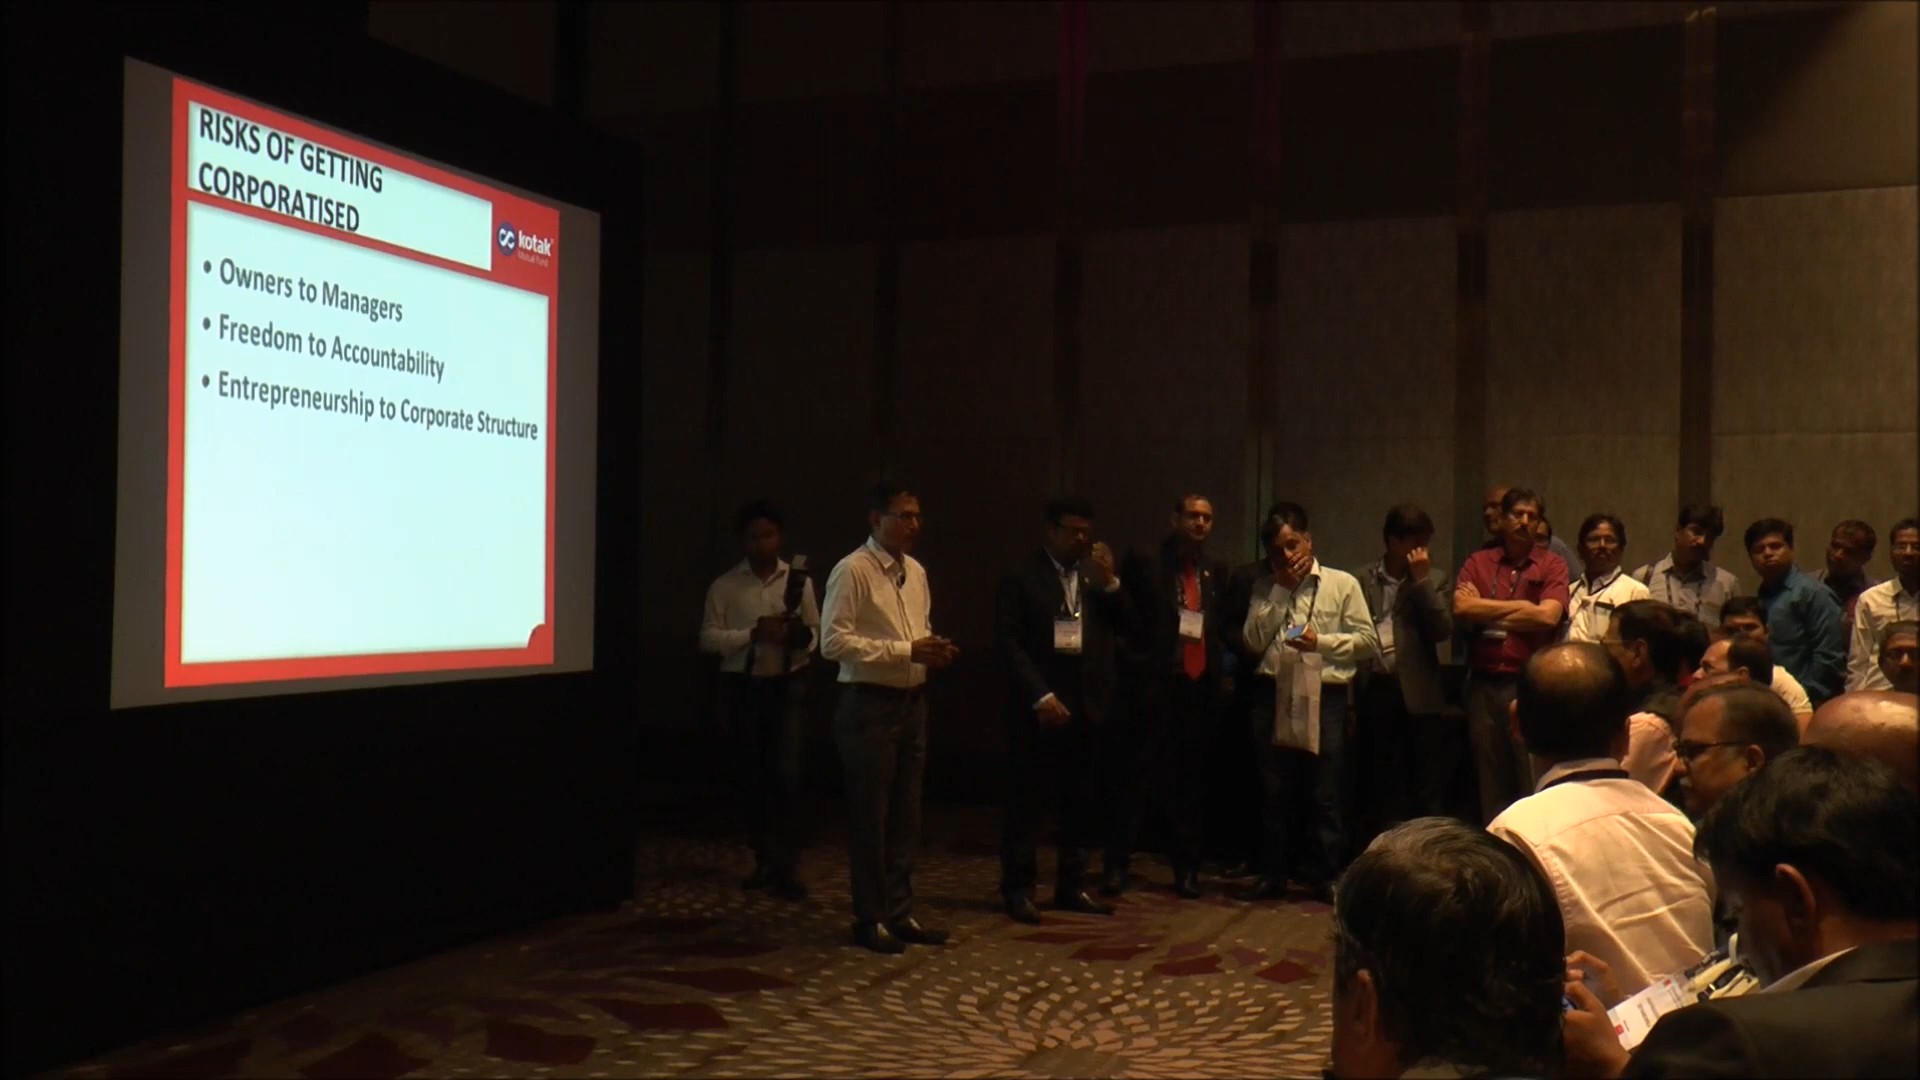 RISKS OF GETTING
CORPORATISED
kotak
Mutual Fund
• Owners to Managers
• Freedom to Accountability
• Entrepreneurship to Corporate Structure